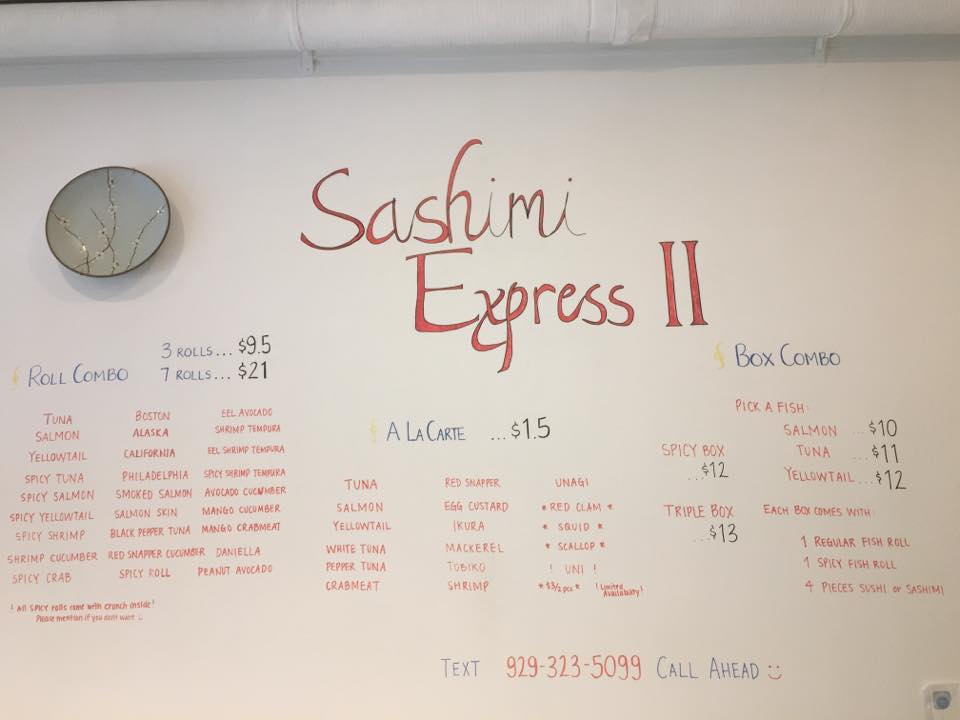 Sashimi
Express II
ROLL COMBO
3 ROLLS... $9.5
7 ROLLS... $21
TUNA BOSTON EEL AVOCADO
SALMON ALASKA SHRIMP TEMPURA
YELLOWTAIL CALIFORNIA EEL SHRIMP TEMPURA
SPICY TUNA PHILADELPHIA SPICY SHRIMP TEMPURA
SPICY SALMON SMOKED SALMON AVOCADO CUCUMBER
SPICY YELLOWTAIL SALMON SKIN MANGO CUCUMBER
SPICY SHRIMP BLACK PEPPER TUNA MANGO CRABMEAT
SHRIMP CUCUMBER RED SNAPPER CUCUMBER DANIELLA
SPICY CRAB SPICY ROLL PEANUT AVOCADO
! All SPICY rolls come with crunch inside!
Please mention if you don't want :)
A LA CARTE ...$1.5
TUNA RED SNAPPER UNAGI
SALMON EGG CUSTARD * RED CLAM *
YELLOWTAIL IKURA * SQUID *
WHITE TUNA MACKEREL * SCALLOP *
PEPPER TUNA TOBIKO ! UNI !
CRABMEAT SHRIMP * $3/2pcs * !Limited
Availability!
BOX COMBO
PICK A FISH:
SALMON ...$10
TUNA ...$11
YELLOWTAIL ...$12
SPICY BOX
...$12
TRIPLE BOX
...$13
EACH BOX COMES WITH:
1 REGULAR FISH ROLL
1 SPICY FISH ROLL
4 PIECES SUSHI or SASHIMI
TEXT 929-323-5099 CALL AHEAD :)